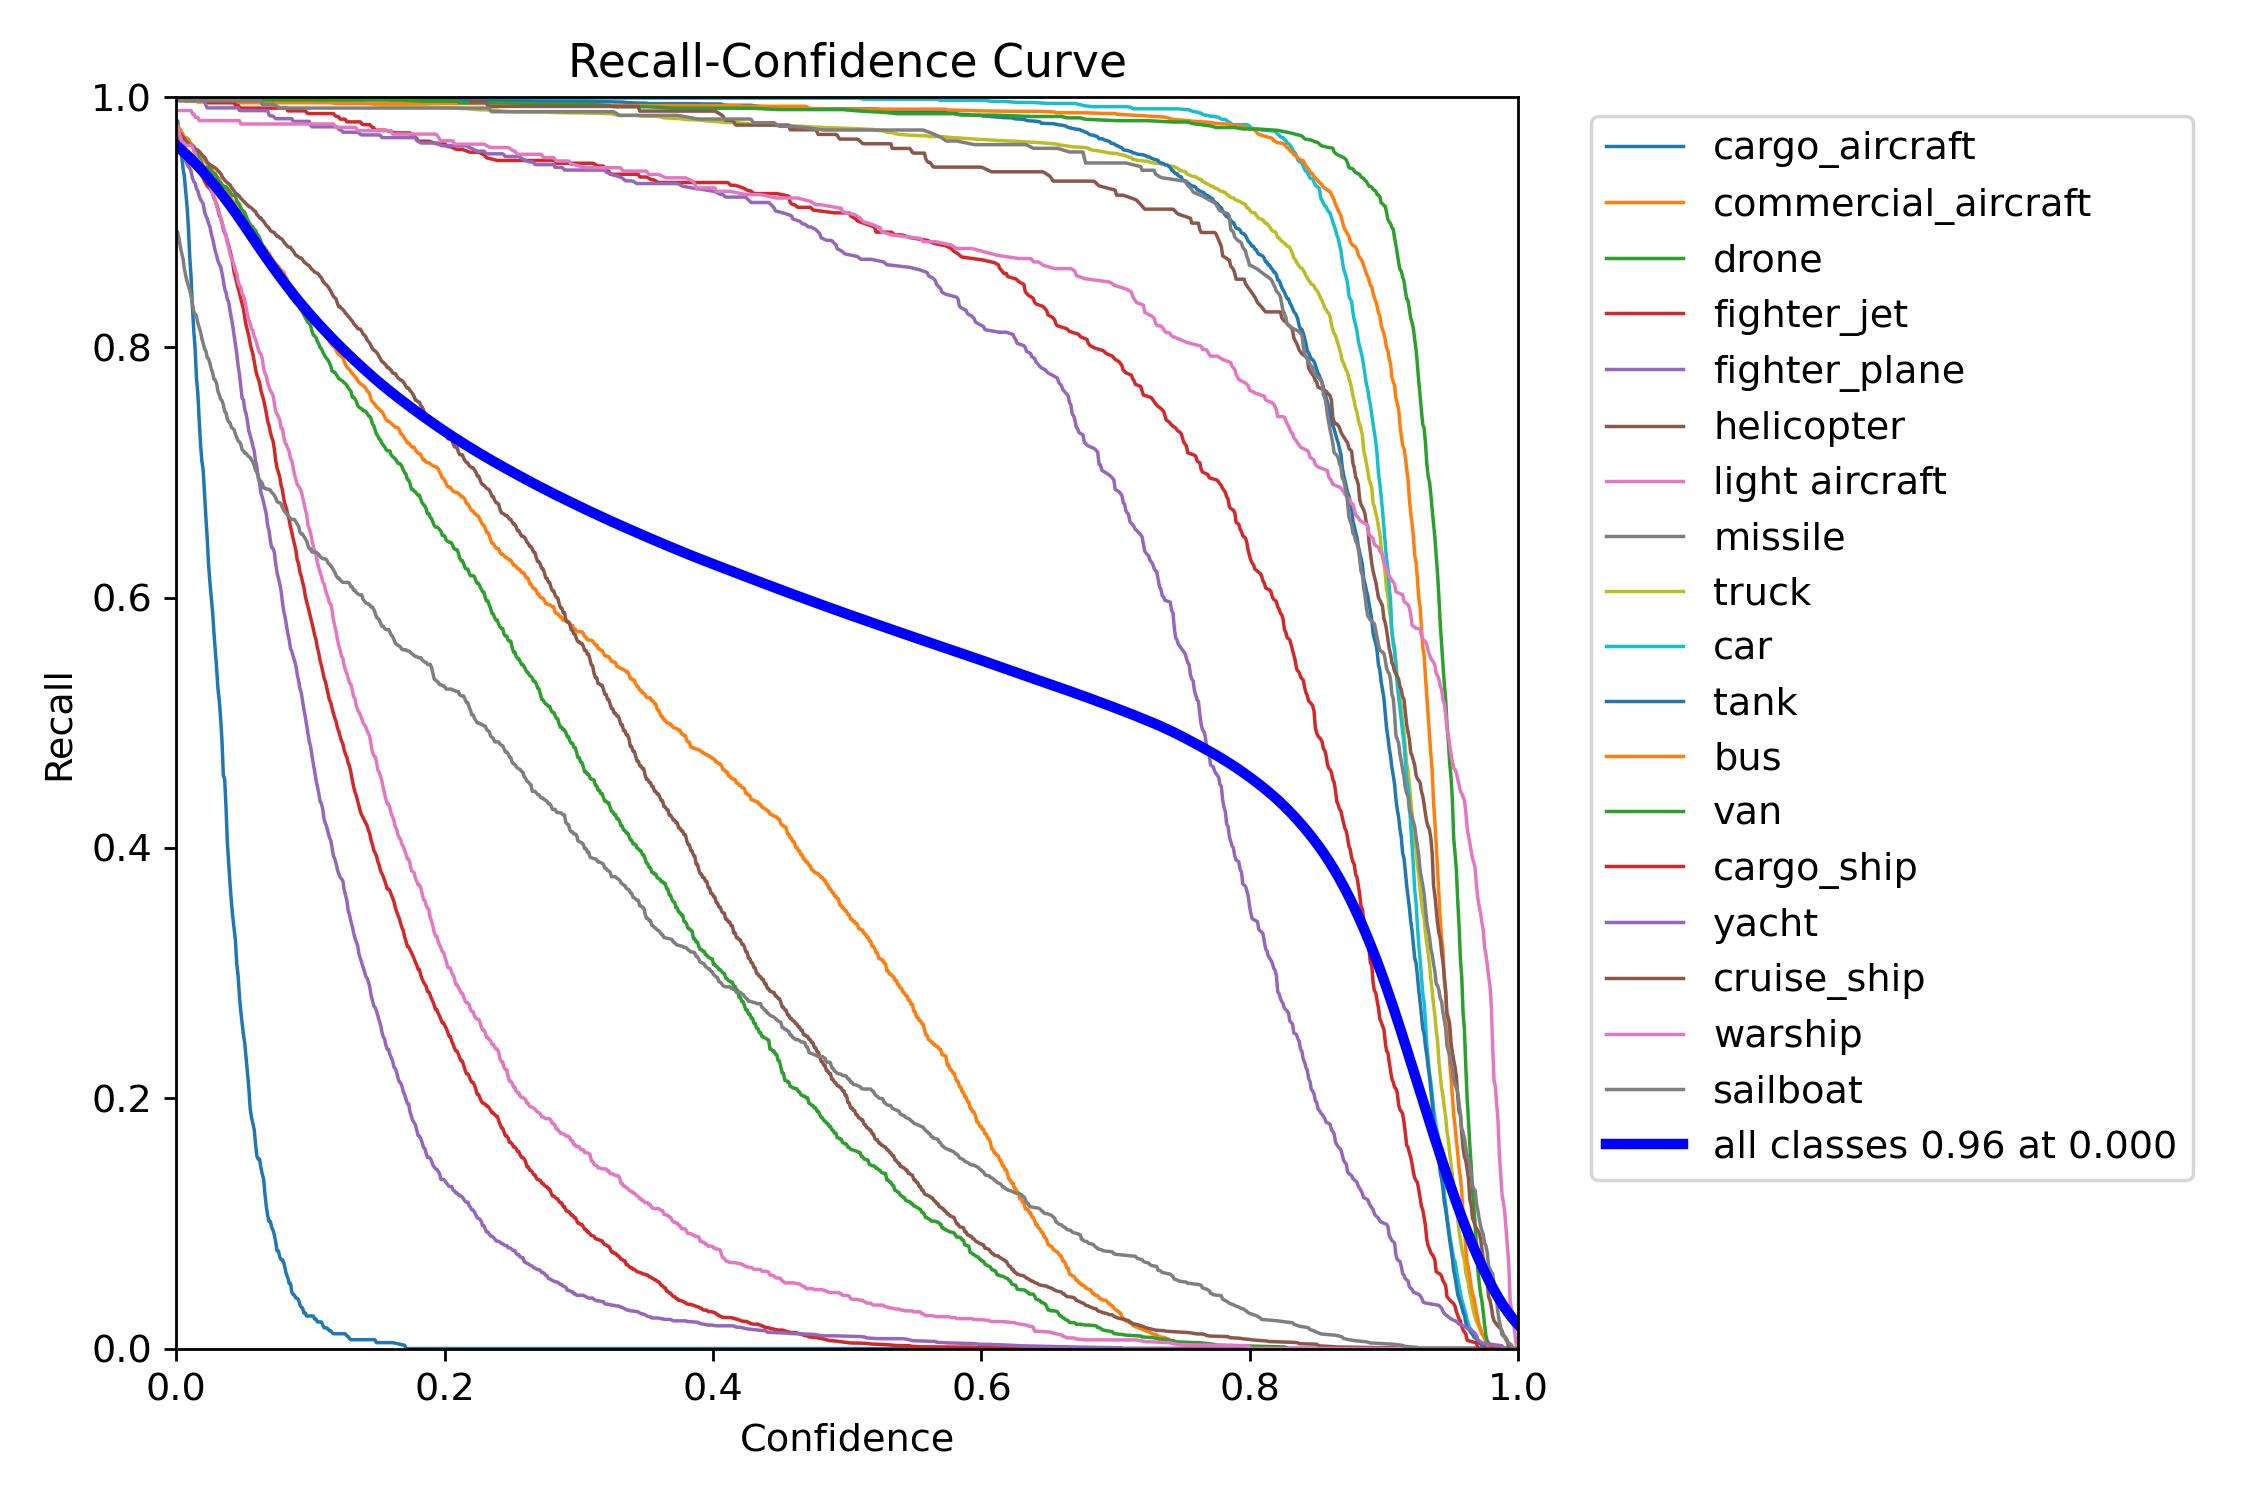 Recall-Confidence Curve
1.0
0.8
0.6
0.4
0.2
0.0
Recall
0.0 0.2 0.4 0.6 0.8 1.0
Confidence
cargo_aircraft
commercial_aircraft
drone
fighter_jet
fighter_plane
helicopter
light aircraft
missile
truck
car
tank
bus
van
cargo_ship
yacht
cruise_ship
warship
sailboat
all classes 0.96 at 0.000